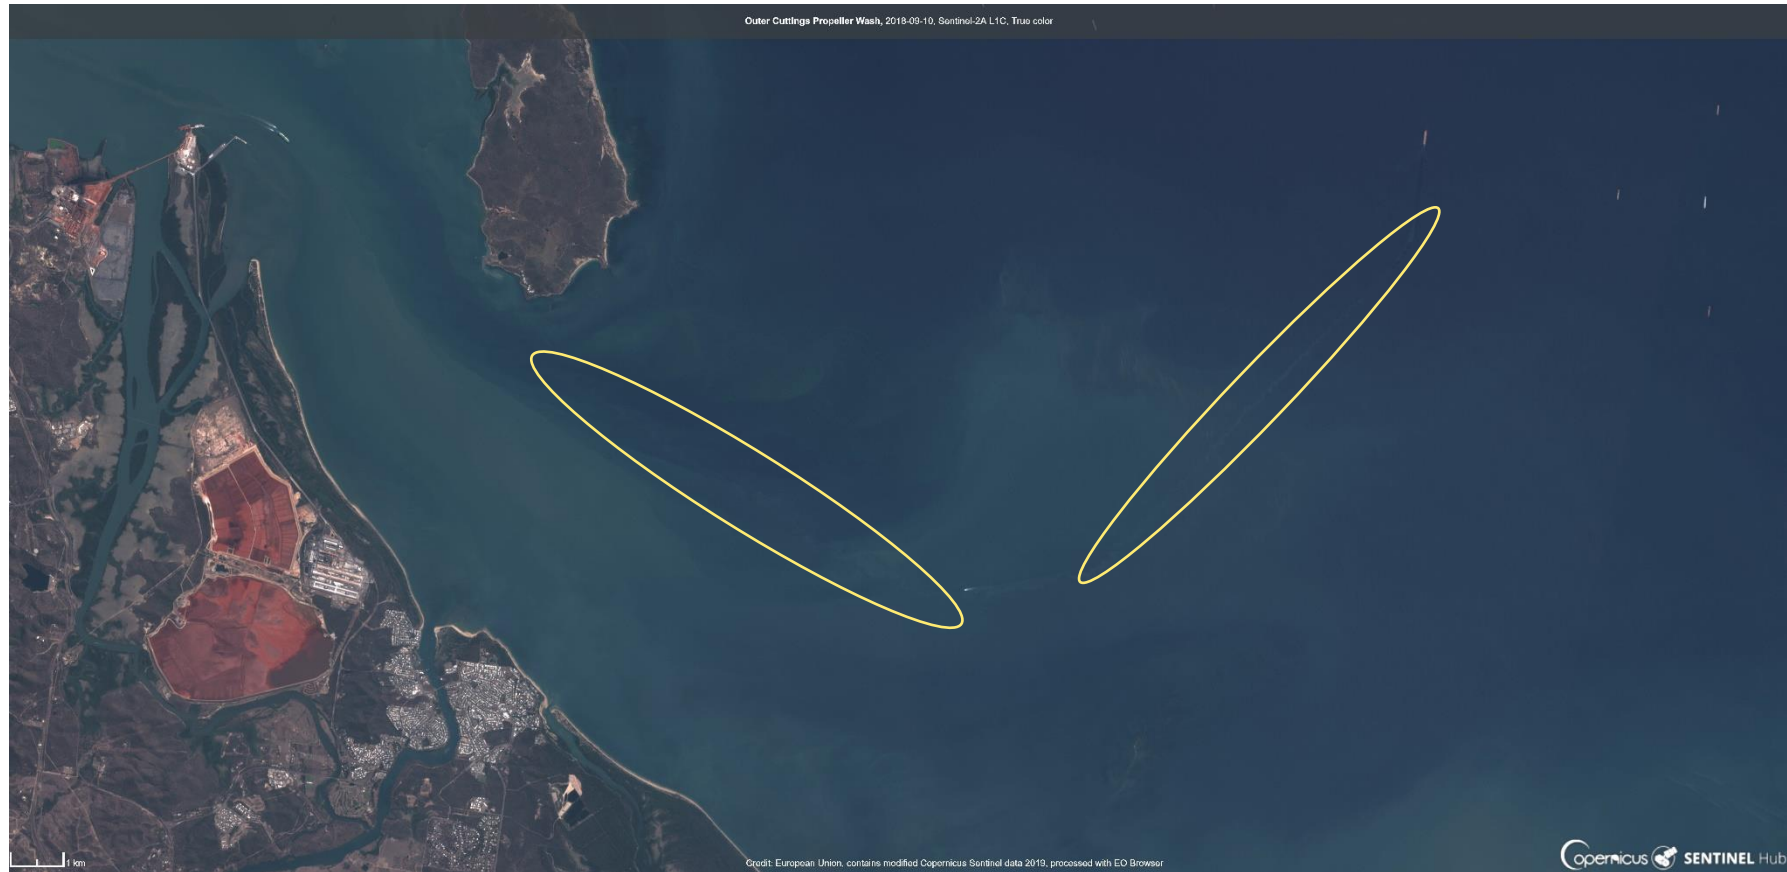 Outer Cuttings Propeller Wash, 2018-09-10, Sentinel-2A L1C, True color
1 km
Credit: European Union, contains modified Copernicus Sentinel data 2019, processed with EO Browser
Copernicus SENTINEL Hub